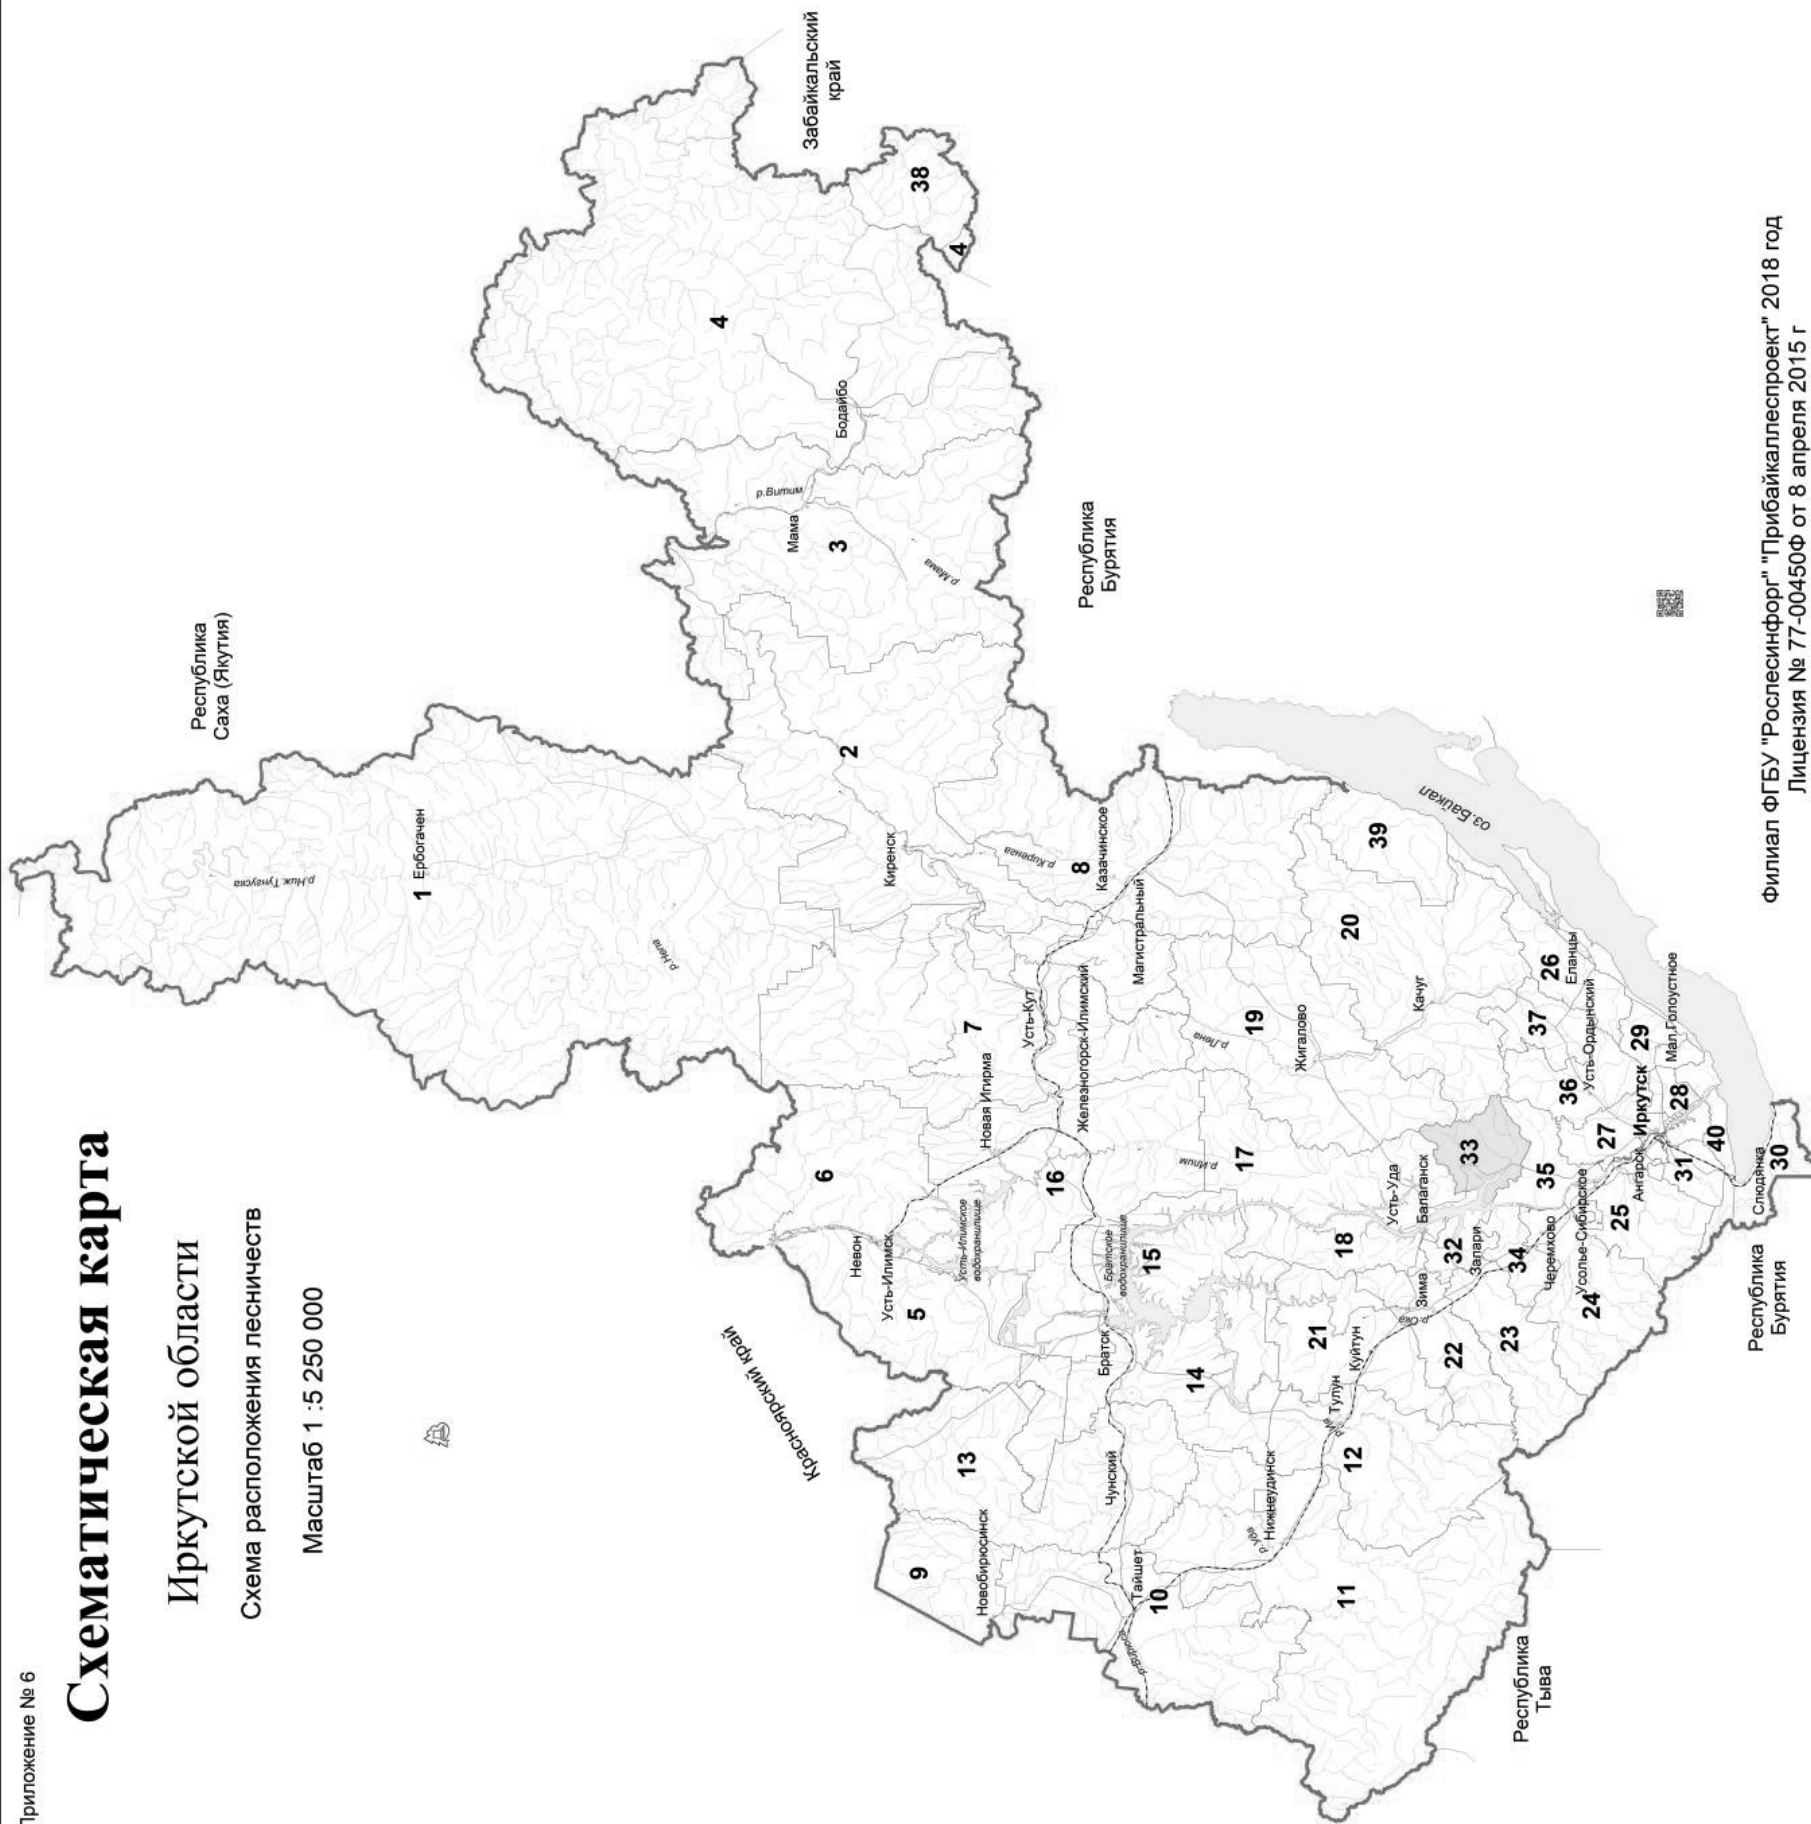 Приложение № 6
Схематическая карта
Иркутской области
Схема расположения лесничеств
Масштаб 1 :5 250 000
Республика
Саха (Якутия)
Забайкальский
край
Республика
Бурятия
Красноярский край
Республика
Тыва
Республика
Бурятия
р.Ниж.Тунгуска
1
Ербогачен
р.Непа
4
38
4
Бодайбо
р.Витим
Мама
3
р.Мама
2
Киренск
р.Киренга
8
Казачинское
Магистральный
7
Усть-Кут
Новая Игирма
Железногорск-Илимский
6
Невон
Усть-Илимск
5
Усть-Илимское
водохранилище
16
р.Илим
17
Братское
водохранилище
15
Братск
14
13
9
Новобирюсинск
Чунский
Тайшет
10
р.Бирюса
11
р.Уда
Нижнеудинск
12
р.Ия
Тулун
21
Куйтун
18
р.Лена
19
Жигалово
20
Качуг
39
оз.Байкал
Усть-Уда
Балаганск
33
32
Залари
Зима
р.Ока
22
23
34
Черемхово
35
24
Усолье-Сибирское
25
Ангарск
27
Иркутск
36
37
Усть-Ордынский
26
Еланцы
29
Мал.Голоустное
28
31
40
Слюдянка
30
Филиал ФГБУ "Рослесинфорг" "Прибайкаллеспроект" 2018 год
Лицензия № 77-00450Ф от 8 апреля 2015 г